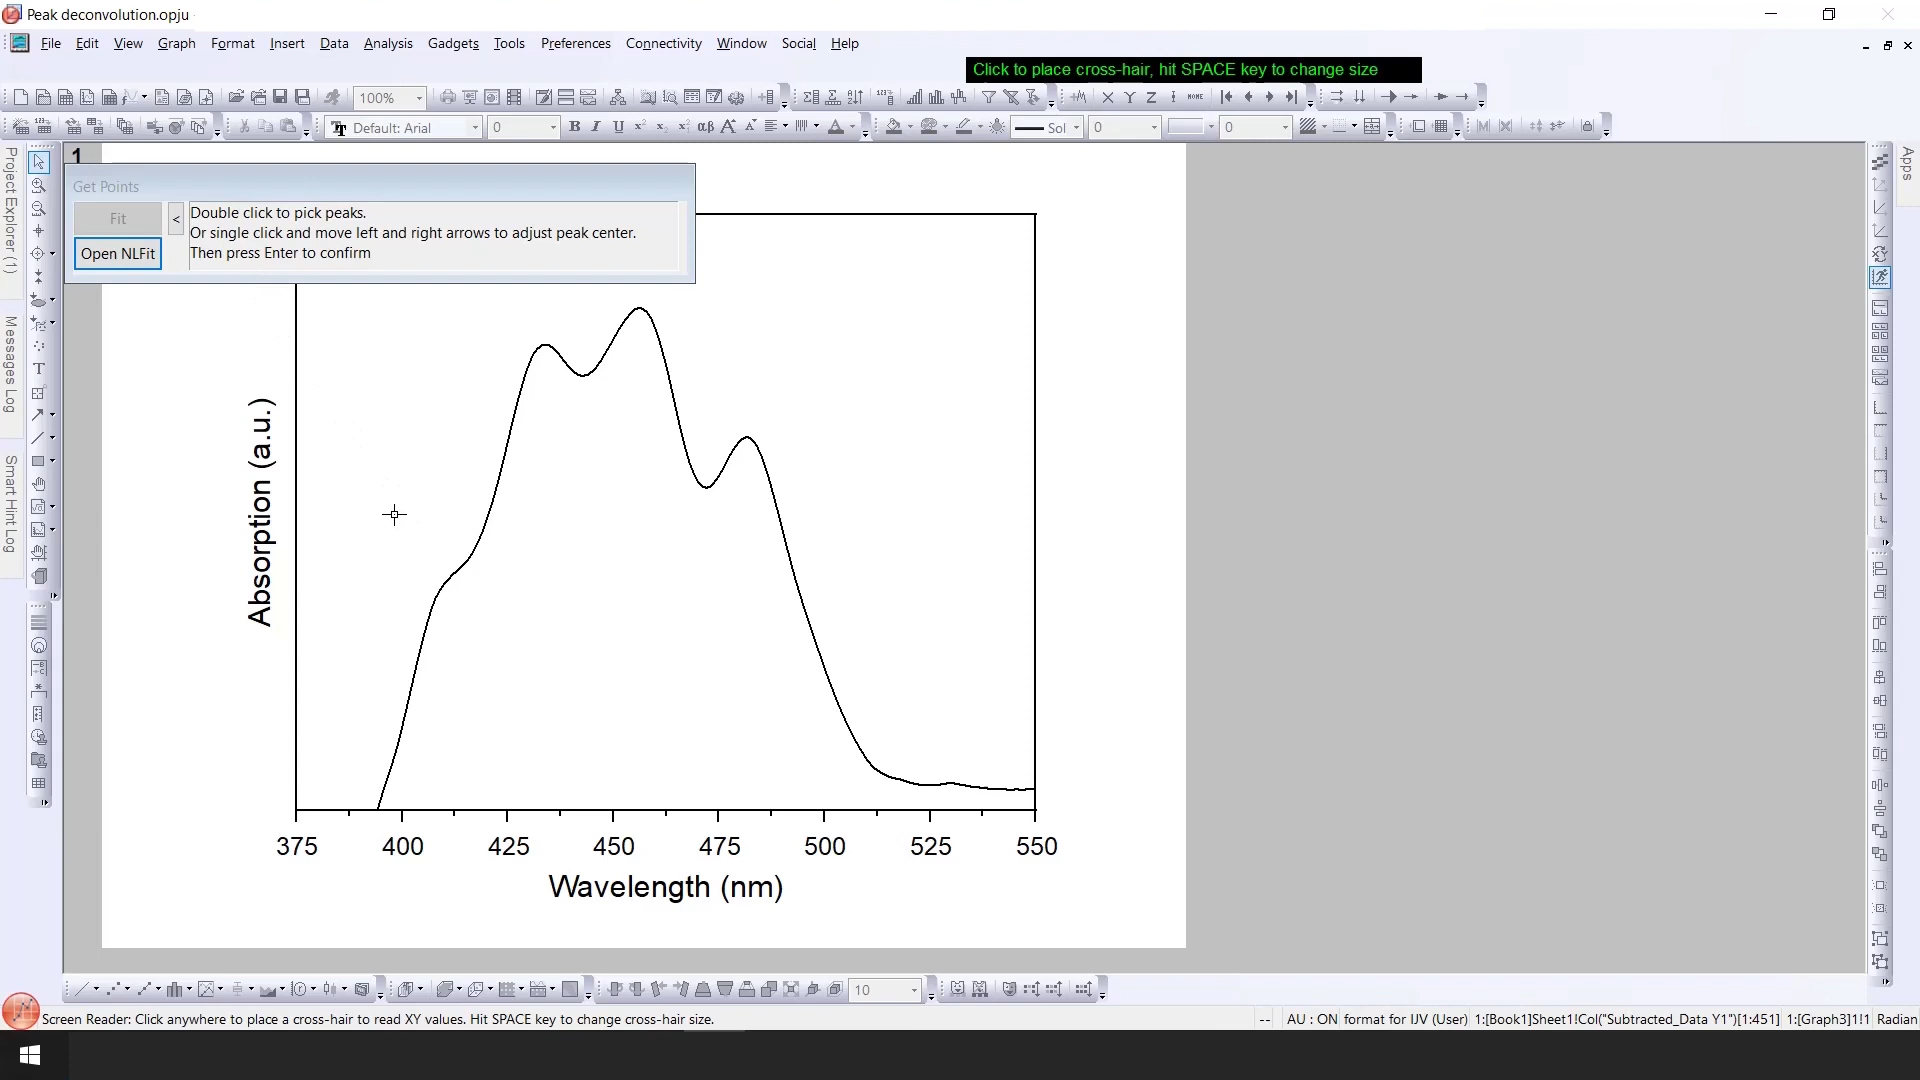 Peak deconvolution.opju
File Edit View Graph Format Insert Data Analysis Gadgets Tools Preferences Connectivity Window Social Help
Click to place cross-hair, hit SPACE key to change size
100%
Default: Arial 0 B I U αβ A A A Sol 0 0
Project Explorer (1)
Messages Log
Smart Hint Log
Apps
1
Get Points
Fit
Open NLFit
<
Double click to pick peaks.
Or single click and move left and right arrows to adjust peak center.
Then press Enter to confirm
Absorption (a.u.)
375 400 425 450 475 500 525 550
Wavelength (nm)
10
Screen Reader: Click anywhere to place a cross-hair to read XY values. Hit SPACE key to change cross-hair size.
-- AU : ON format for IJV (User) 1:[Book1]Sheet1!Col("Subtracted_Data Y1")[1:451] 1:[Graph3]1!1 Radian